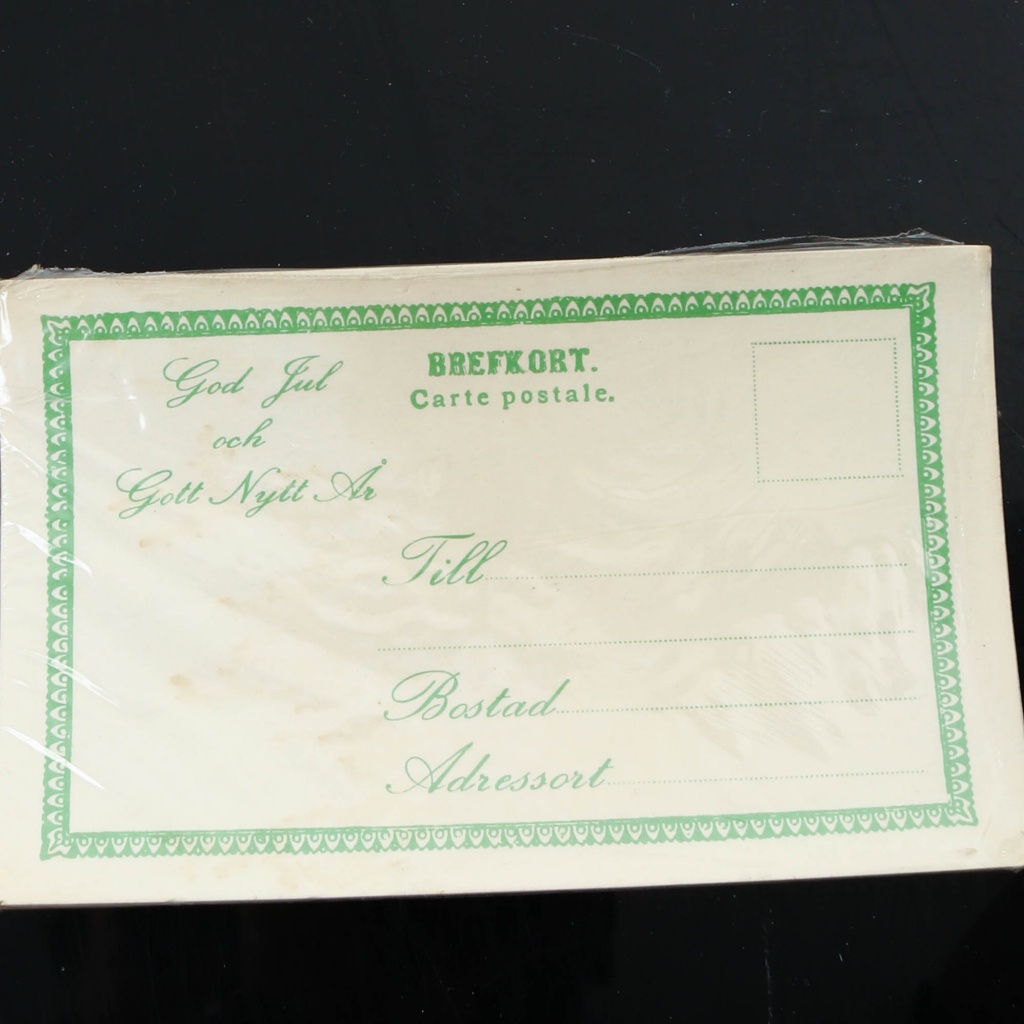 God Jul
och
Gott Nytt År
BREFKORT.
Carte postale.
Till
Bostad
Adressort